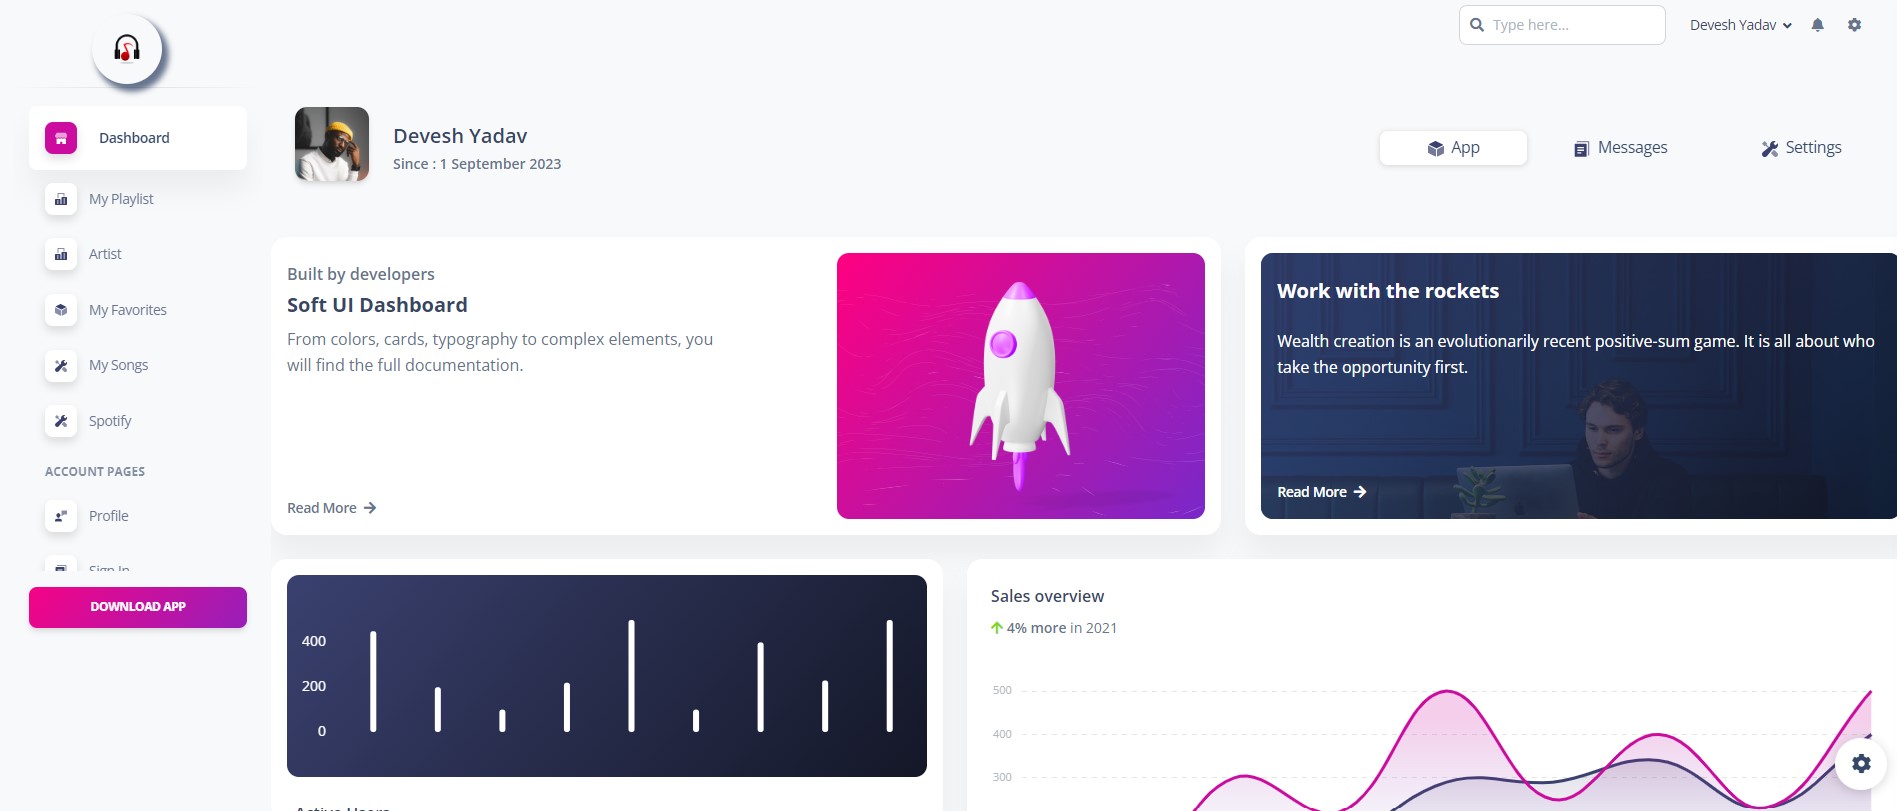 Type here...
Devesh Yadav
Dashboard
My Playlist
Artist
My Favorites
My Songs
Spotify
ACCOUNT PAGES
Profile
Sign In
DOWNLOAD APP
Devesh Yadav
Since : 1 September 2023
App
Messages
Settings
Built by developers
Soft UI Dashboard
From colors, cards, typography to complex elements, you
will find the full documentation.
Read More
Work with the rockets
Wealth creation is an evolutionarily recent positive-sum game. It is all about who
take the opportunity first.
Read More
400
200
0
Active Users
Sales overview
4% more in 2021
500
400
300